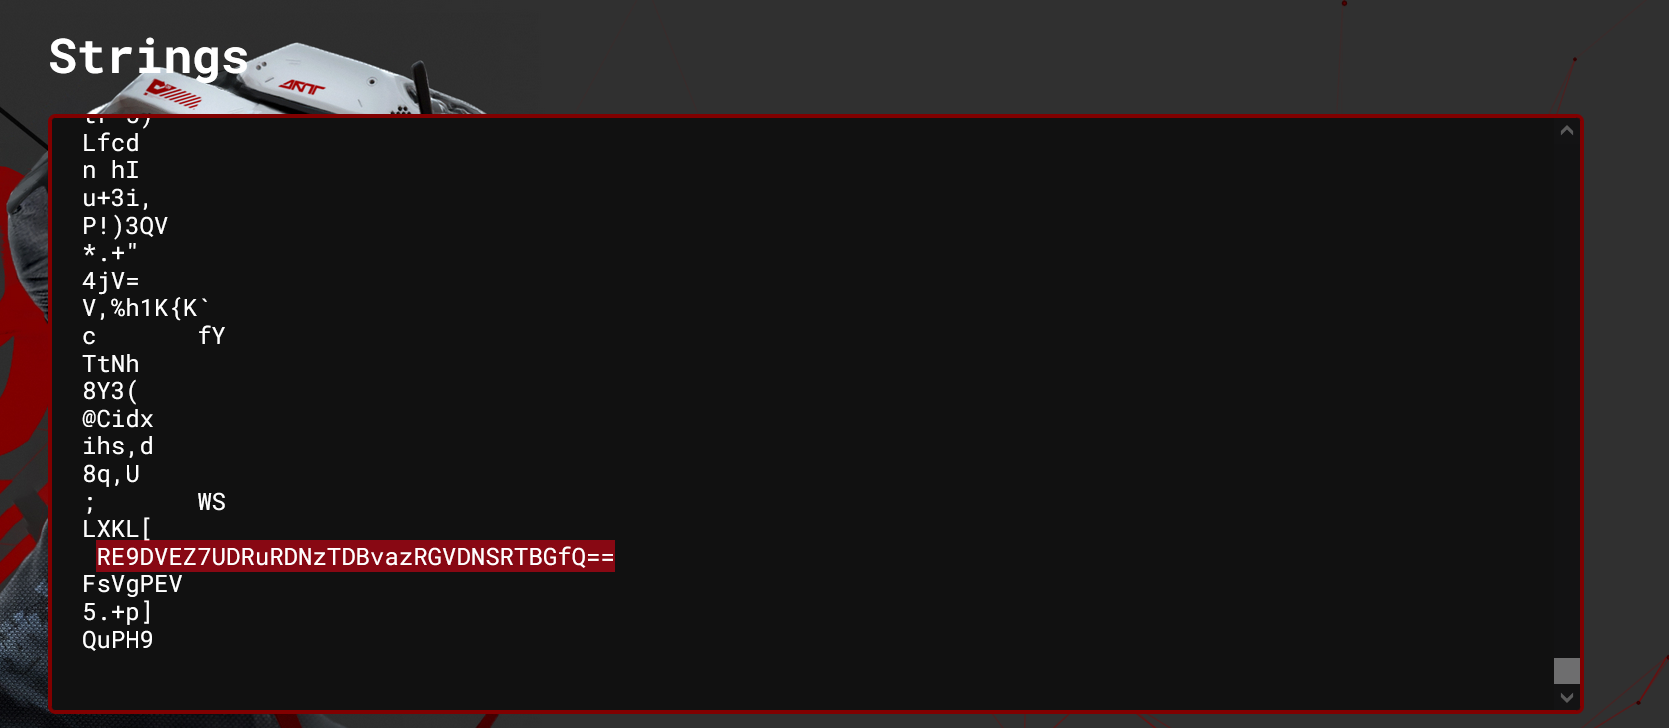 Strings
Lfcd
n hI
u+3i,
P!)3QV
*.+"
4jV=
V,%h1K{K`
c       fY
TtNh
8Y3(
@Cidx
ihs,d
8q,U
;       WS
LXKL[
RE9DVEZ7UDRuRDNzTDBvazRGVDNSRTBGfQ==
FsVgPEV
5.+p]
QuPH9